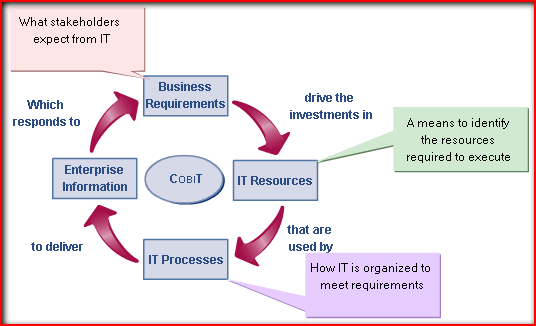 What stakeholders
expect from IT
Business
Requirements
drive the
investments in
Which
responds to
A means to identify
the resources
required to execute
Enterprise
Information
COBIT
IT Resources
that are
used by
to deliver
IT Processes
How IT is organized to
meet requirements